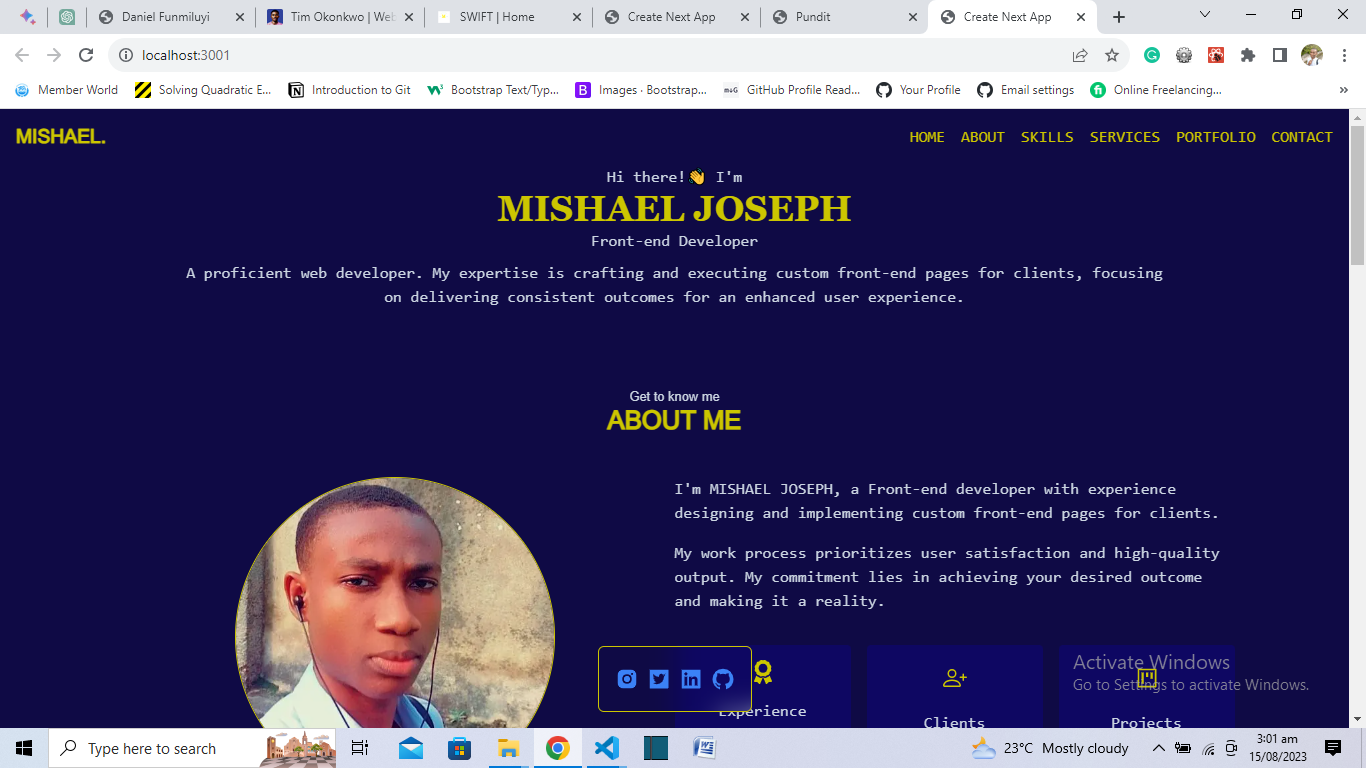 Daniel Funmiluyi
Tim Okonkwo | Web
SWIFT | Home
Create Next App
Pundit
Create Next App
localhost:3001
Member World
Solving Quadratic E...
Introduction to Git
Bootstrap Text/Typ...
Images · Bootstrap...
GitHub Profile Read...
Your Profile
Email settings
Online Freelancing...
»
MISHAEL.
HOME ABOUT SKILLS SERVICES PORTFOLIO CONTACT
Hi there!👋 I'm
MISHAEL JOSEPH
Front-end Developer
A proficient web developer. My expertise is crafting and executing custom front-end pages for clients, focusing
on delivering consistent outcomes for an enhanced user experience.
Get to know me
ABOUT ME
I'm MISHAEL JOSEPH, a Front-end developer with experience
designing and implementing custom front-end pages for clients.
My work process prioritizes user satisfaction and high-quality
output. My commitment lies in achieving your desired outcome
and making it a reality.
Experience
Clients
Projects
Activate Windows
Go to Settings to activate Windows.
Type here to search
23°C Mostly cloudy
3:01 am
15/08/2023